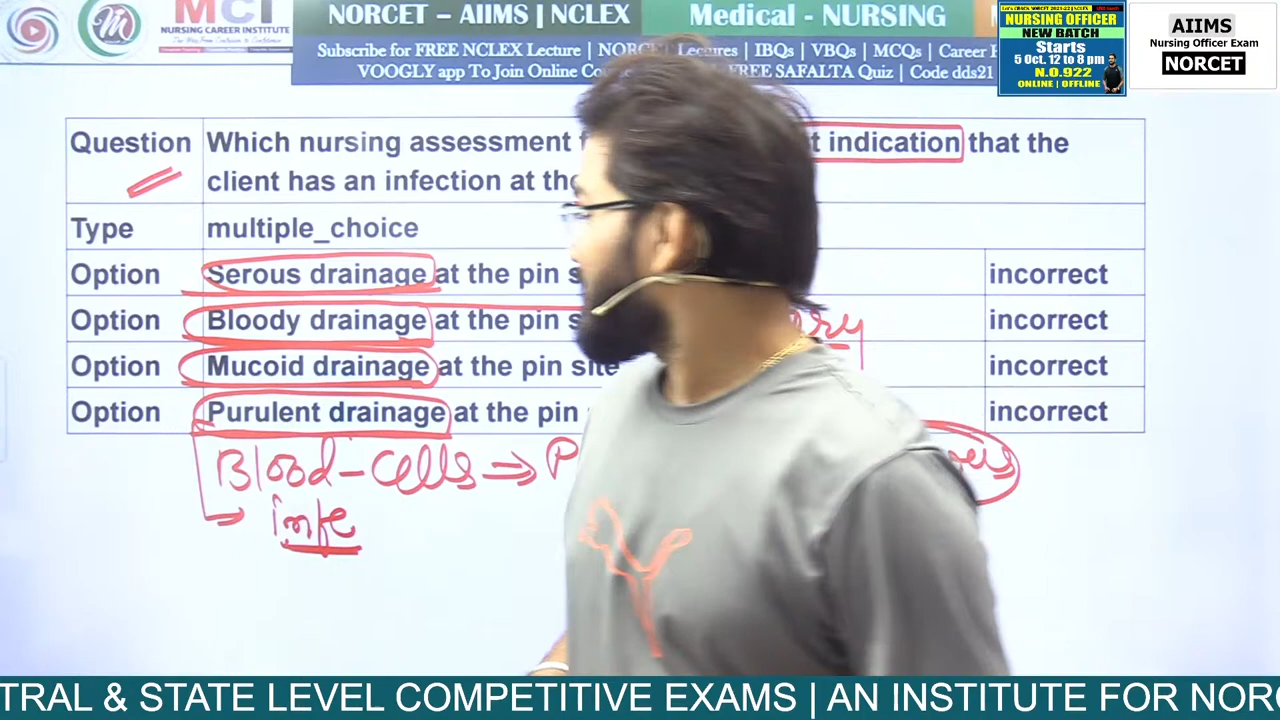 MCI
NURSING CAREER INSTITUTE
NORCET – AIIMS | NCLEX
Medical - NURSING
Subscribe for FREE NCLEX Lecture | NORC Lectures | IBQs | VBQs | MCQs | Career
VOOGLY app To Join Online Cou FREE SAFALTA Quiz | Code dds21
NURSING OFFICER
NEW BATCH
Starts
5 Oct. 12 to 8 pm
N.O.922
ONLINE | OFFLINE
AIIMS
Nursing Officer Exam
NORCET
Question Which nursing assessment t indication that the
client has an infection at the
Type multiple_choice
Option Serous drainage at the pin s incorrect
Option Bloody drainage at the pin s incorrect
Option Mucoid drainage at the pin site incorrect
Option Purulent drainage at the pin incorrect
Blood-cells ⇒ P
infe
TRAL & STATE LEVEL COMPETITIVE EXAMS | AN INSTITUTE FOR NORC